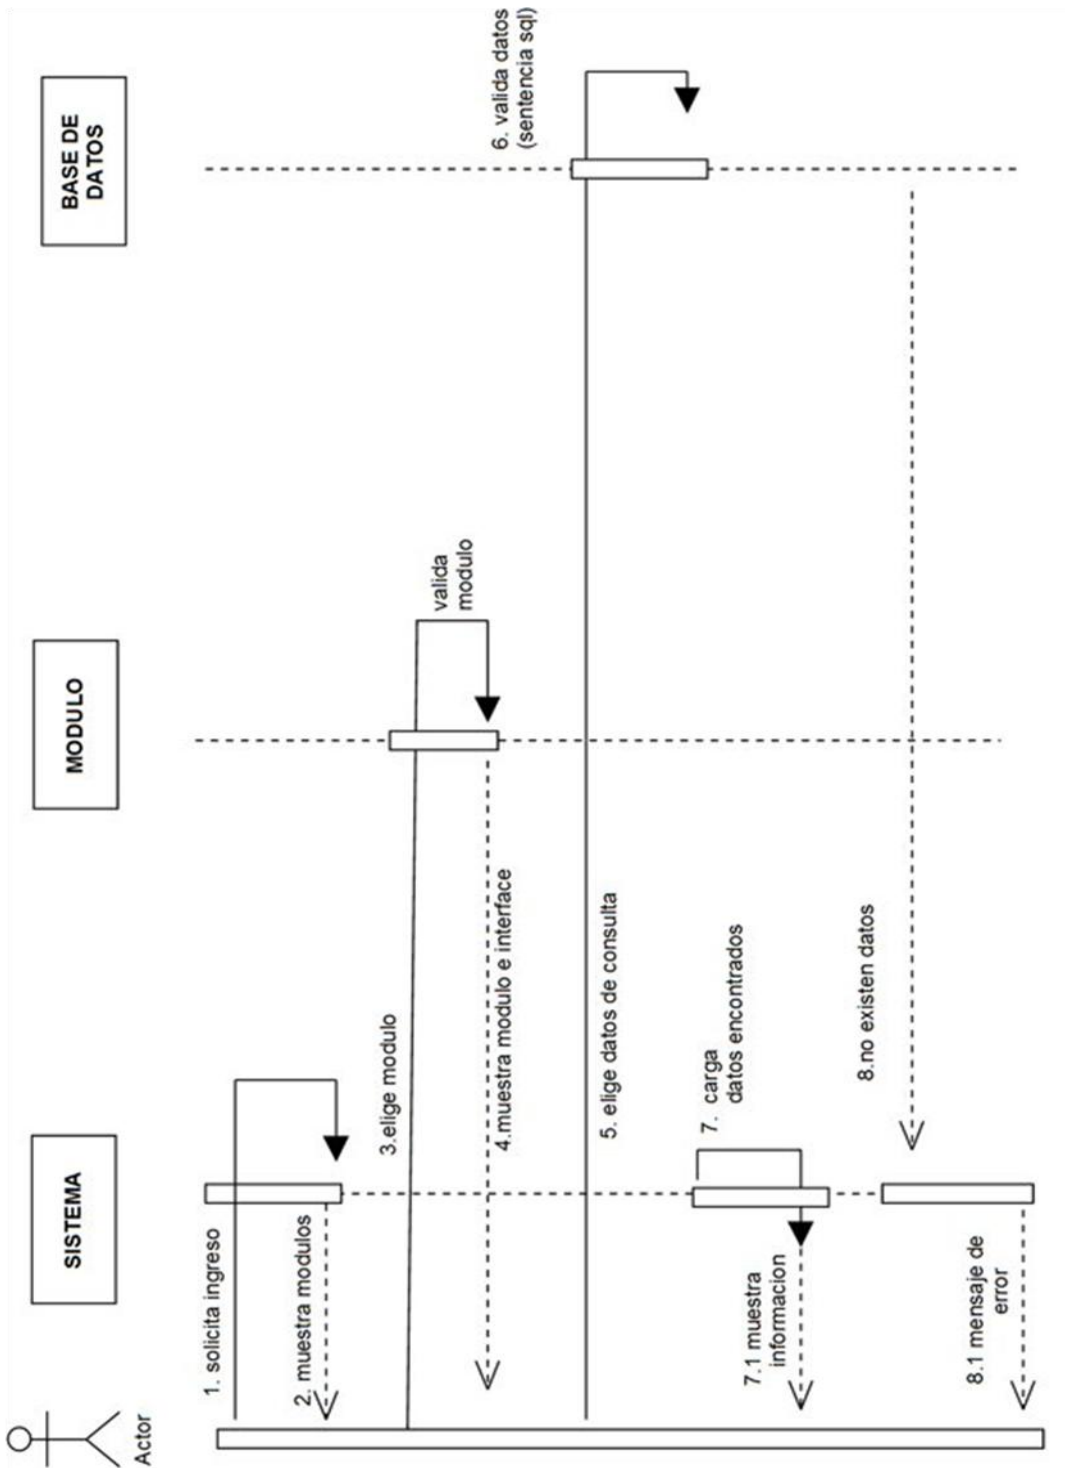 Actor
SISTEMA
MODULO
BASE DE
DATOS
1. solicita ingreso
2. muestra modulos
3.elige modulo
valida
modulo
4.muestra modulo e interface
5. elige datos de consulta
6. valida datos
(sentencia sql)
7. carga
datos encontrados
7.1 muestra
informacion
8.no existen datos
8.1 mensaje de
error